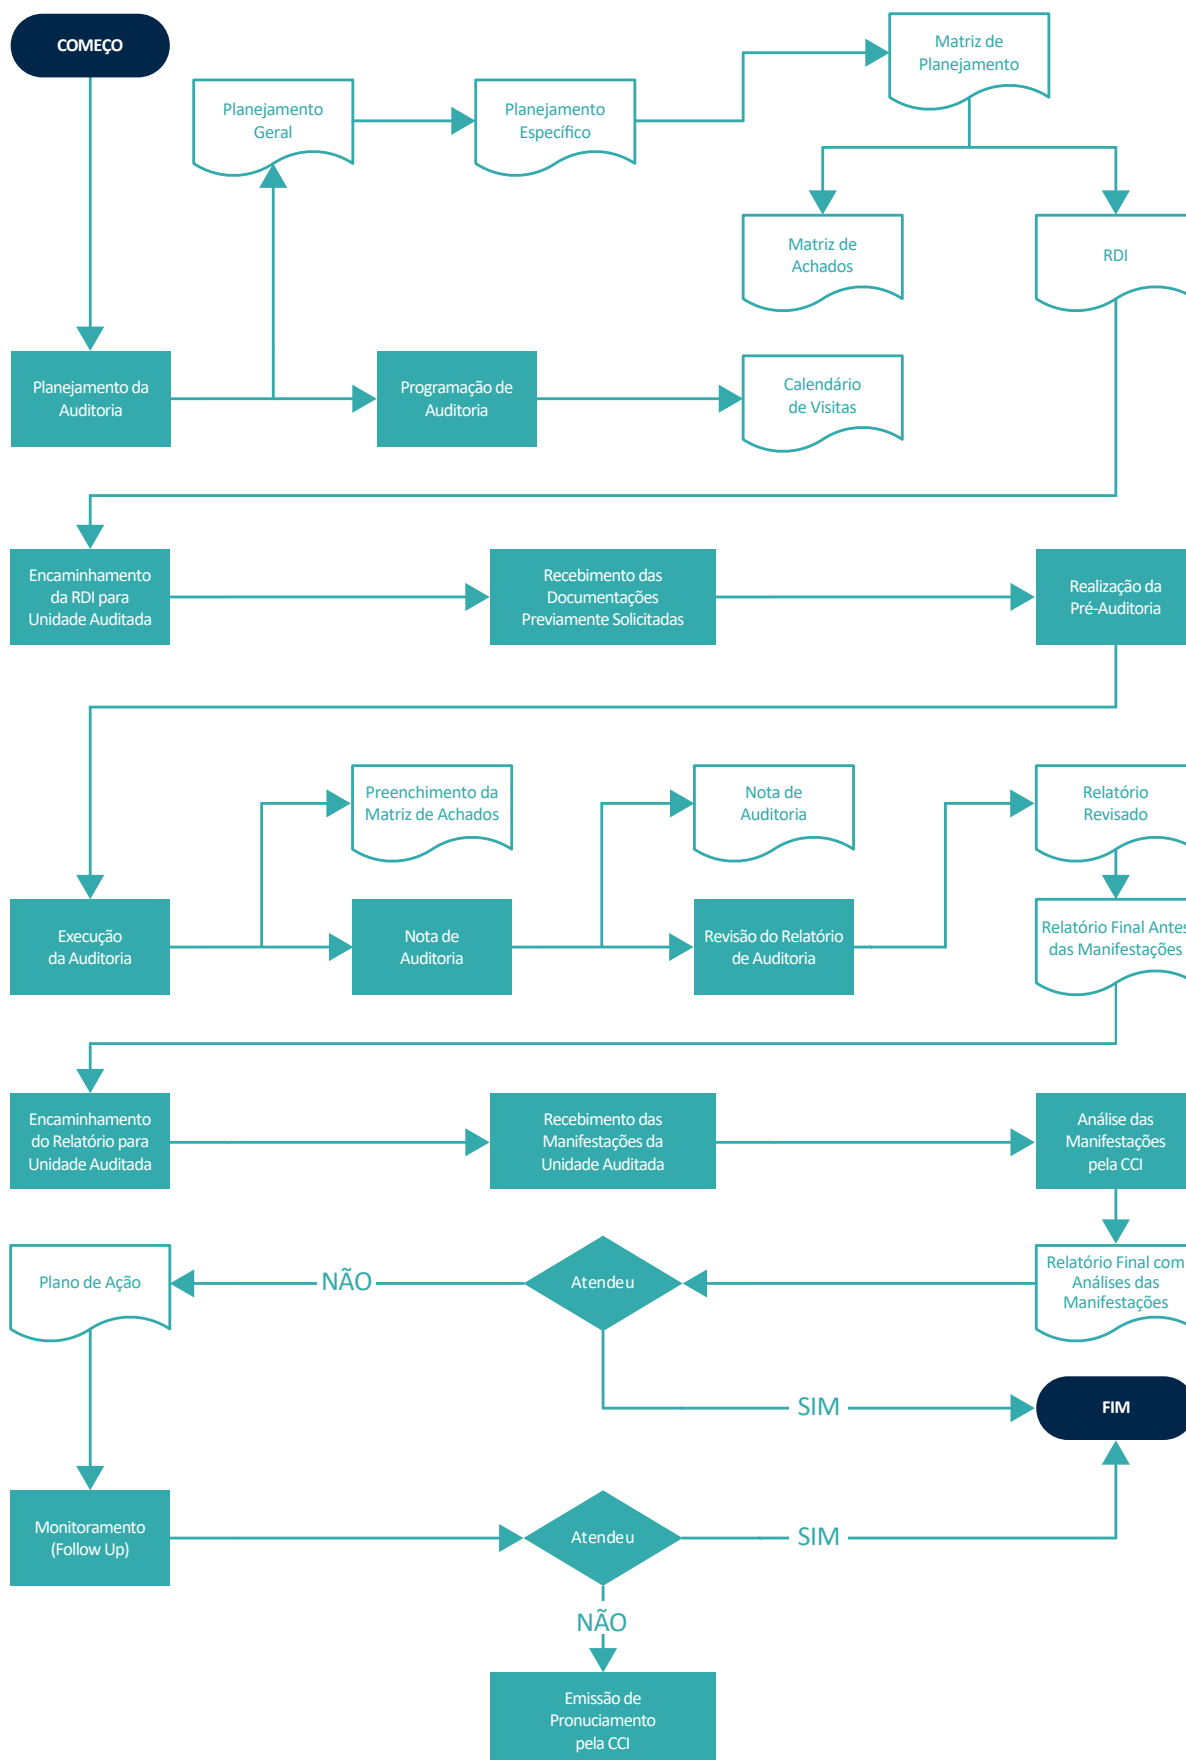 COMEÇO
Matriz de
Planejamento
Planejamento
Geral
Planejamento
Específico
Matriz de
Achados
RDI
Planejamento da
Auditoria
Programação de
Auditoria
Calendário
de Visitas
Encaminhamento
da RDI para
Unidade Auditada
Recebimento das
Documentações
Previamente Solicitadas
Realização da
Pré-Auditoria
Preenchimento da
Matriz de Achados
Nota de
Auditoria
Relatório
Revisado
Execução
da Auditoria
Nota de
Auditoria
Revisão do Relatório
de Auditoria
Relatório Final Antes
das Manifestações
Encaminhamento
do Relatório para
Unidade Auditada
Recebimento das
Manifestações da
Unidade Auditada
Análise das
Manifestações
pela CCI
Plano de Ação
NÃO
Atendeu
Relatório Final com
Análises das
Manifestações
SIM
FIM
Monitoramento
(Follow Up)
Atendeu
SIM
NÃO
Emissão de
Pronuciamento
pela CCI